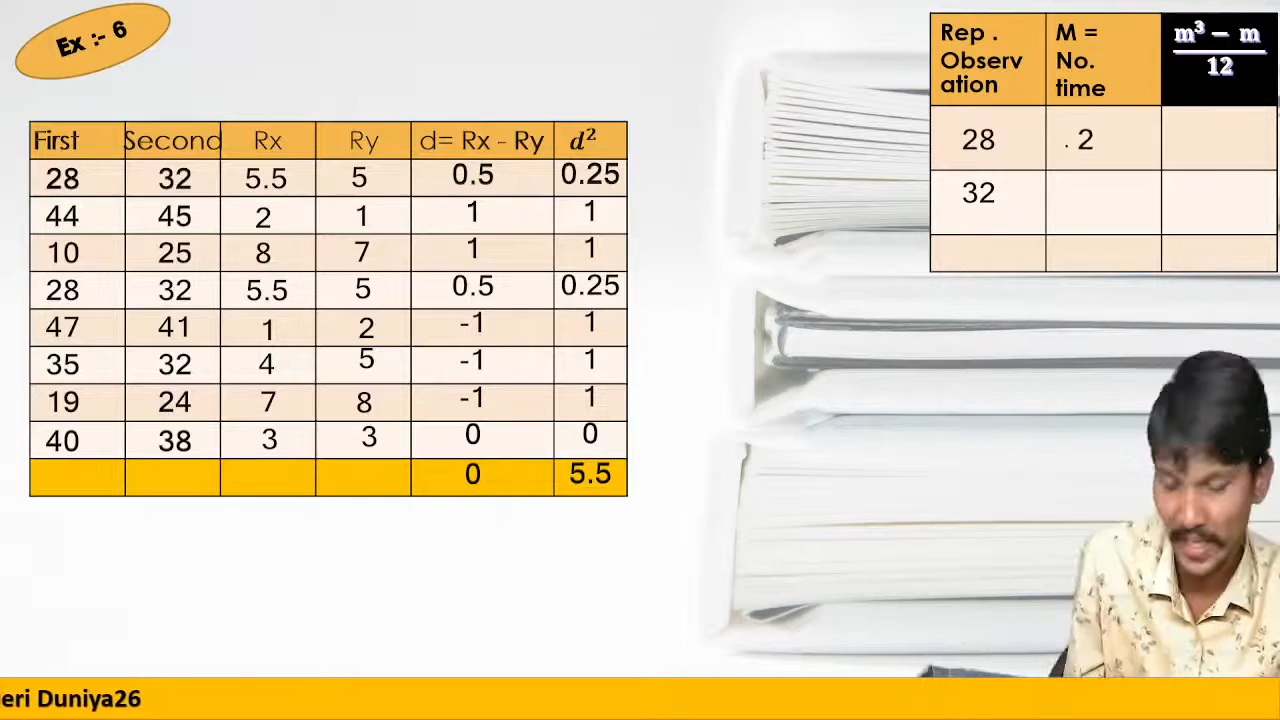 Ex :- 6
First Second Rx Ry d= Rx - Ry d²
28 32 5.5 5 0.5 0.25
44 45 2 1 1 1
10 25 8 7 1 1
28 32 5.5 5 0.5 0.25
47 41 1 2 -1 1
35 32 4 5 -1 1
19 24 7 8 -1 1
40 38 3 3 0 0
0 5.5
Rep .
Observ
ation
M =
No.
time
m³ − m
12
28 2
32
eri Duniya26